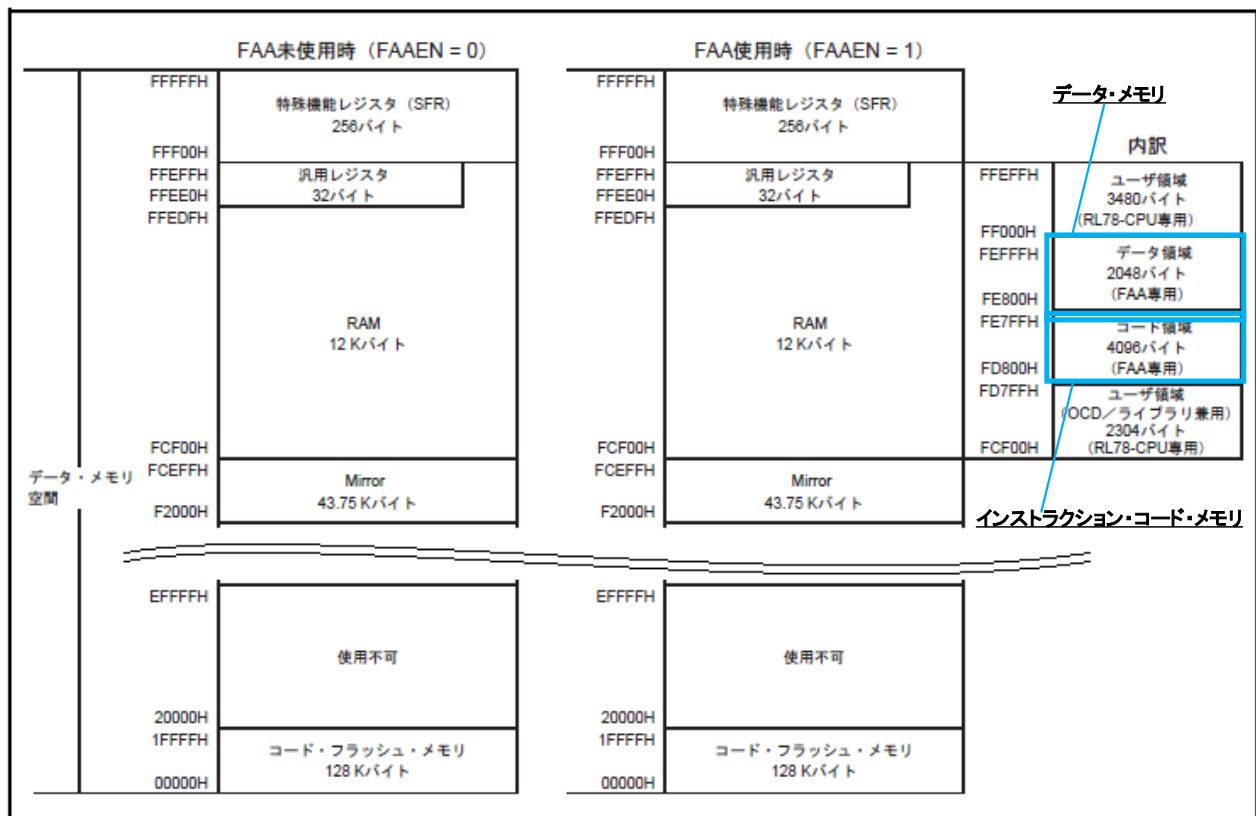 FAA未使用時（FAAEN = 0）
FFFFFH
特殊機能レジスタ（SFR）
256バイト
FFF00H
FFEFFH
汎用レジスタ
32バイト
FFEE0H
FFEDFH
RAM
12 Kバイト
FCF00H
FCEFFH
Mirror
43.75 Kバイト
F2000H
データ・メモリ
空間
EFFFFH
使用不可
20000H
1FFFFH
コード・フラッシュ・メモリ
128 Kバイト
00000H
FAA使用時（FAAEN = 1）
FFFFFH
特殊機能レジスタ（SFR）
256バイト
FFF00H
FFEFFH
汎用レジスタ
32バイト
FFEE0H
FFEDFH
RAM
12 Kバイト
FCF00H
FCEFFH
Mirror
43.75 Kバイト
F2000H
EFFFFH
使用不可
20000H
1FFFFH
コード・フラッシュ・メモリ
128 Kバイト
00000H
データ・メモリ
内訳
FFEFFH
ユーザ領域
3480バイト
(RL78-CPU専用)
FF000H
FEFFFH
データ領域
2048バイト
(FAA専用)
FE800H
FE7FFH
コード領域
4096バイト
(FAA専用)
FD800H
FD7FFH
ユーザ領域
(OCD／ライブラリ兼用)
2304バイト
(RL78-CPU専用)
FCF00H
インストラクション・コード・メモリ